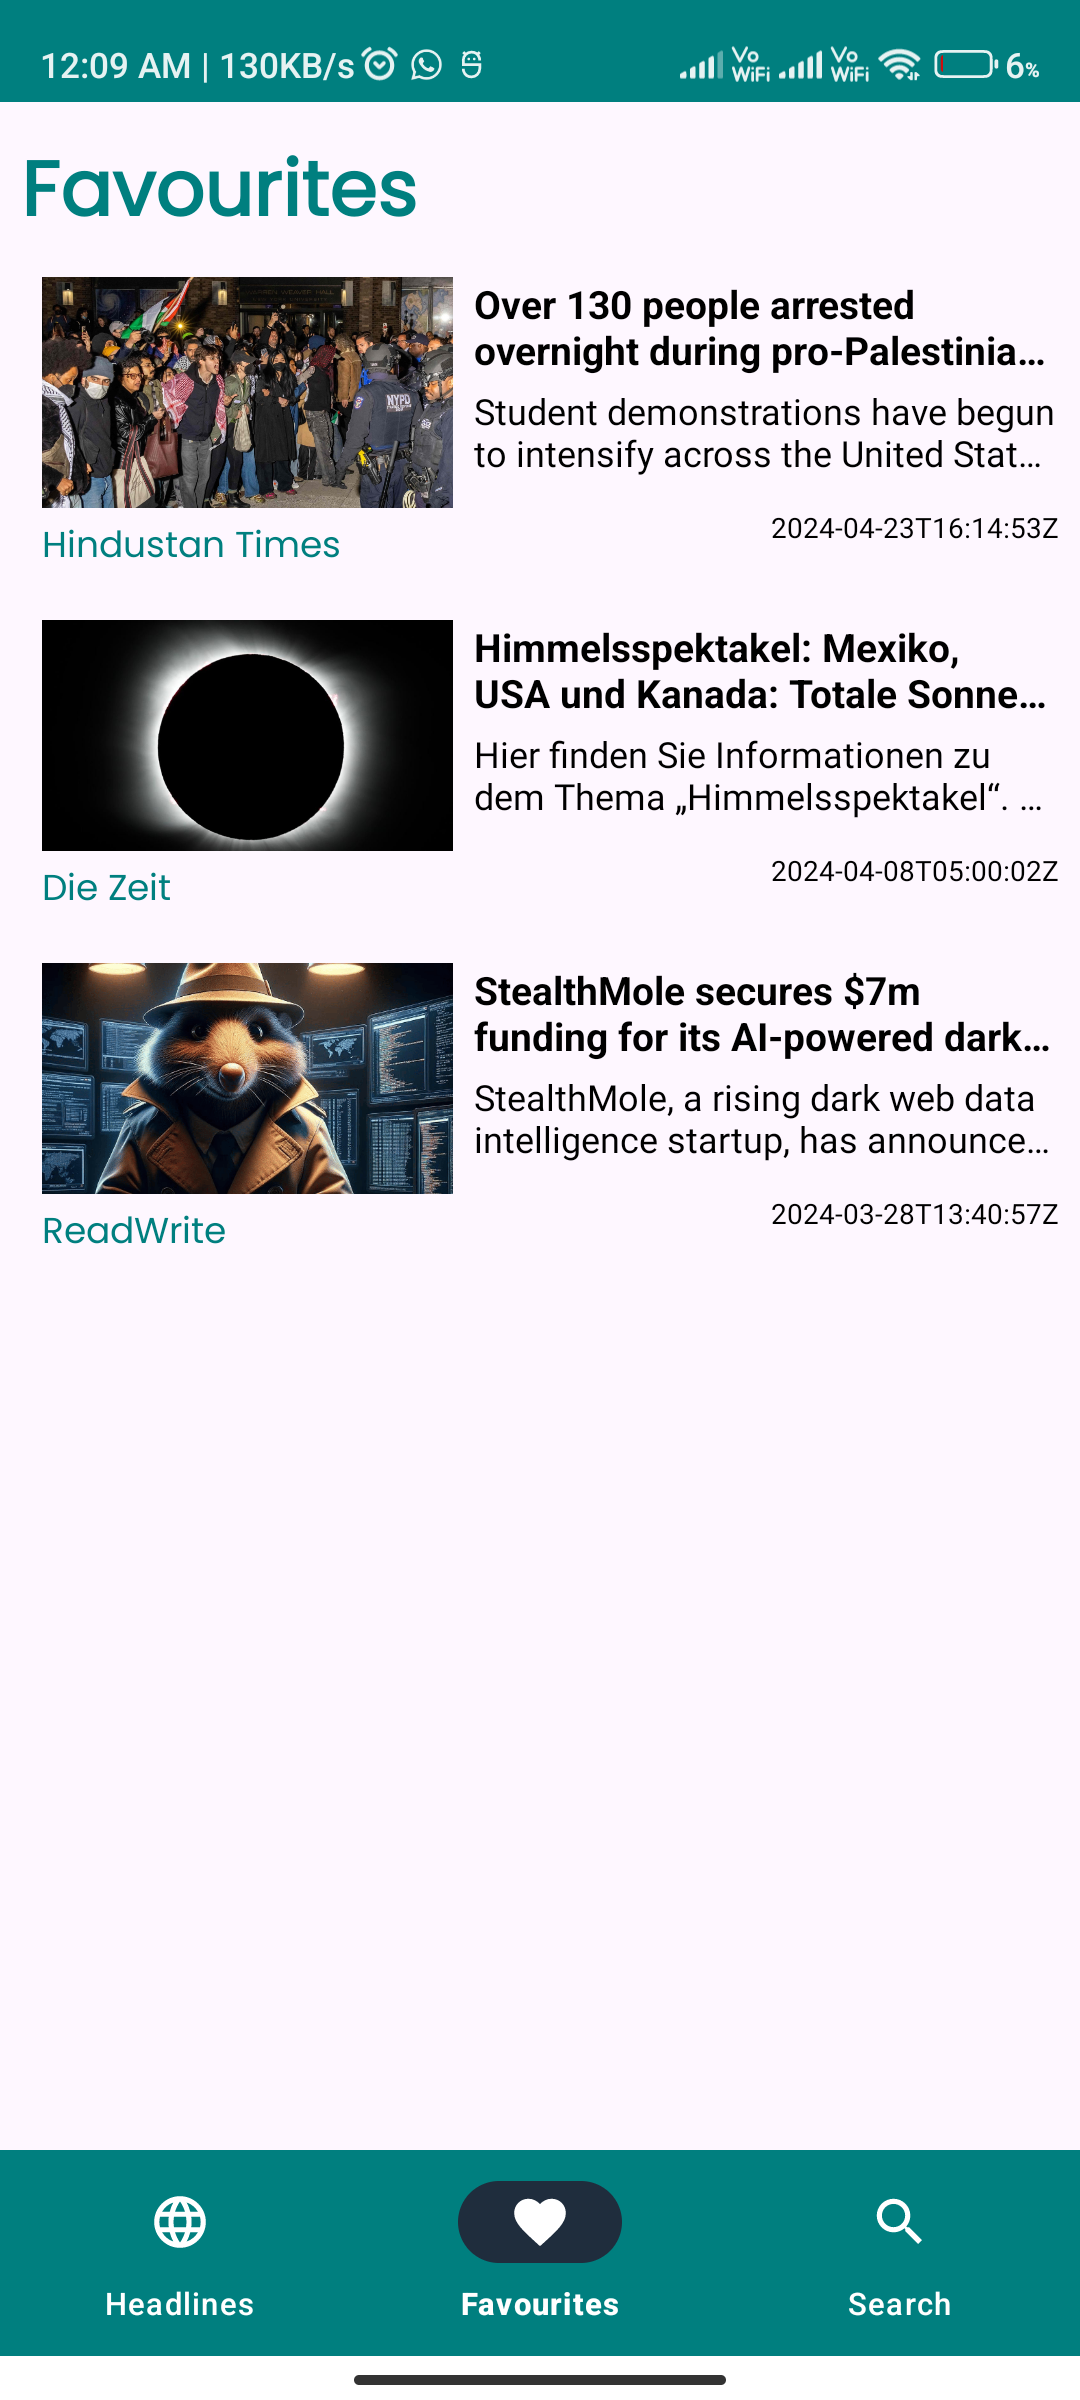 12:09 AM | 130KB/s
Vo WiFi
Vo WiFi
6%
Favourites
NYPD
Hindustan Times
Over 130 people arrested
overnight during pro-Palestinia…
Student demonstrations have begun
to intensify across the United Stat…
2024-04-23T16:14:53Z
Die Zeit
Himmelsspektakel: Mexiko,
USA und Kanada: Totale Sonne…
Hier finden Sie Informationen zu
dem Thema „Himmelsspektakel“. …
2024-04-08T05:00:02Z
ReadWrite
StealthMole secures $7m
funding for its AI-powered dark…
StealthMole, a rising dark web data
intelligence startup, has announce…
2024-03-28T13:40:57Z
Headlines
Favourites
Search